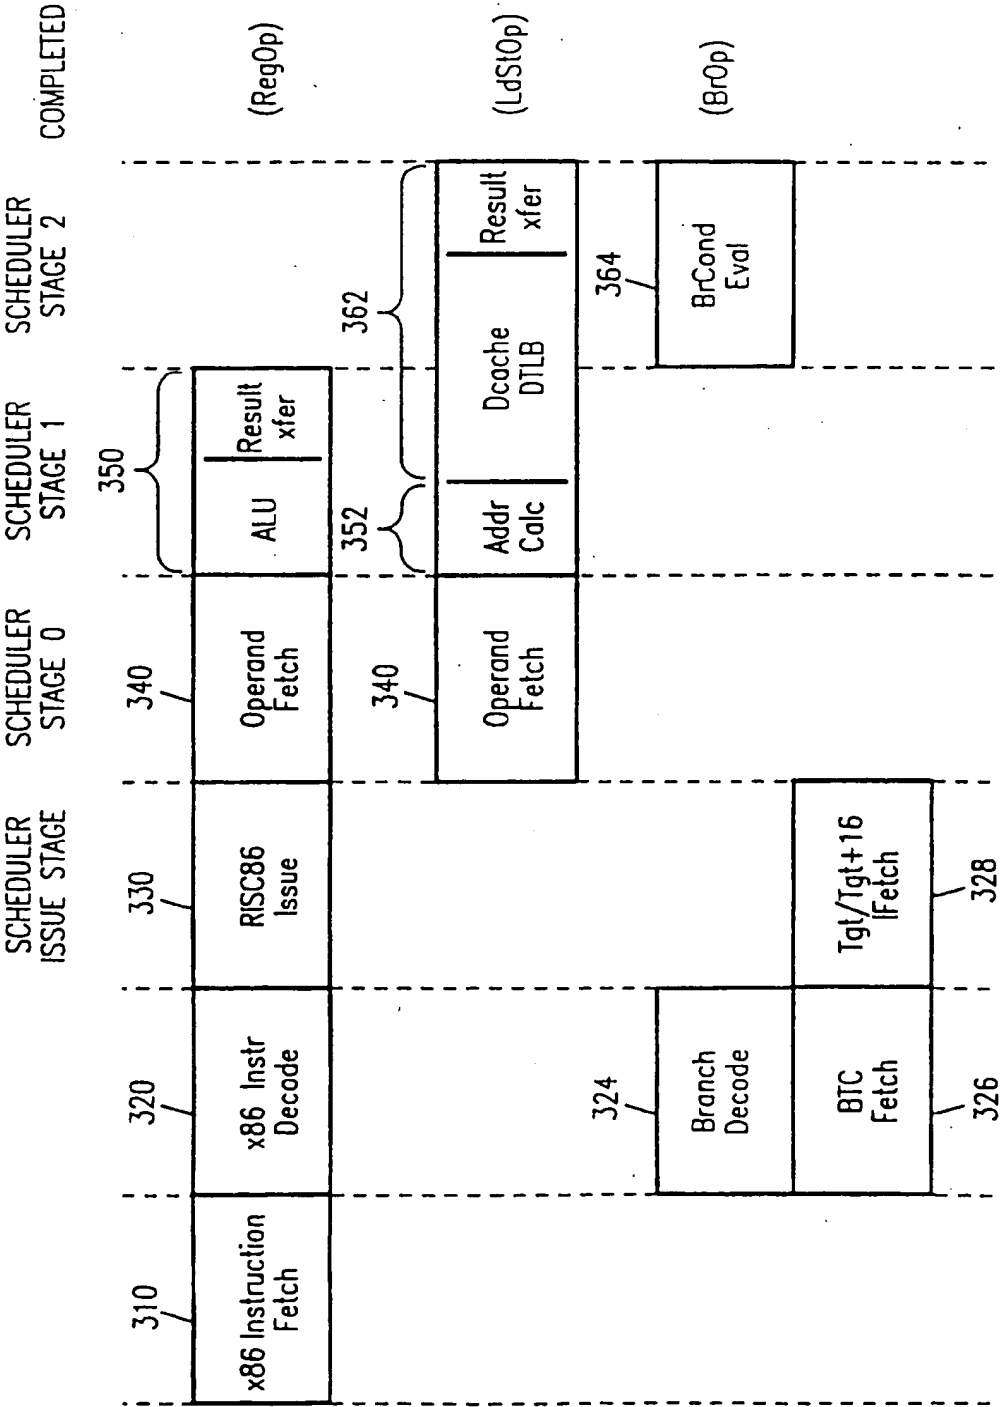 SCHEDULER
ISSUE STAGE
SCHEDULER
STAGE 0
SCHEDULER
STAGE 1
SCHEDULER
STAGE 2
COMPLETED
310
x86 Instruction
Fetch
320
x86 Instr
Decode
330
RISC86
Issue
340
Operand
Fetch
350
ALU
Result
xfer
(RegOp)
340
Operand
Fetch
352
Addr
Calc
362
Dcache
DTLB
Result
xfer
(LdStOp)
324
Branch
Decode
364
BrCond
Eval
(BrOp)
BTC
Fetch
326
Tgt/Tgt+16
IFetch
328